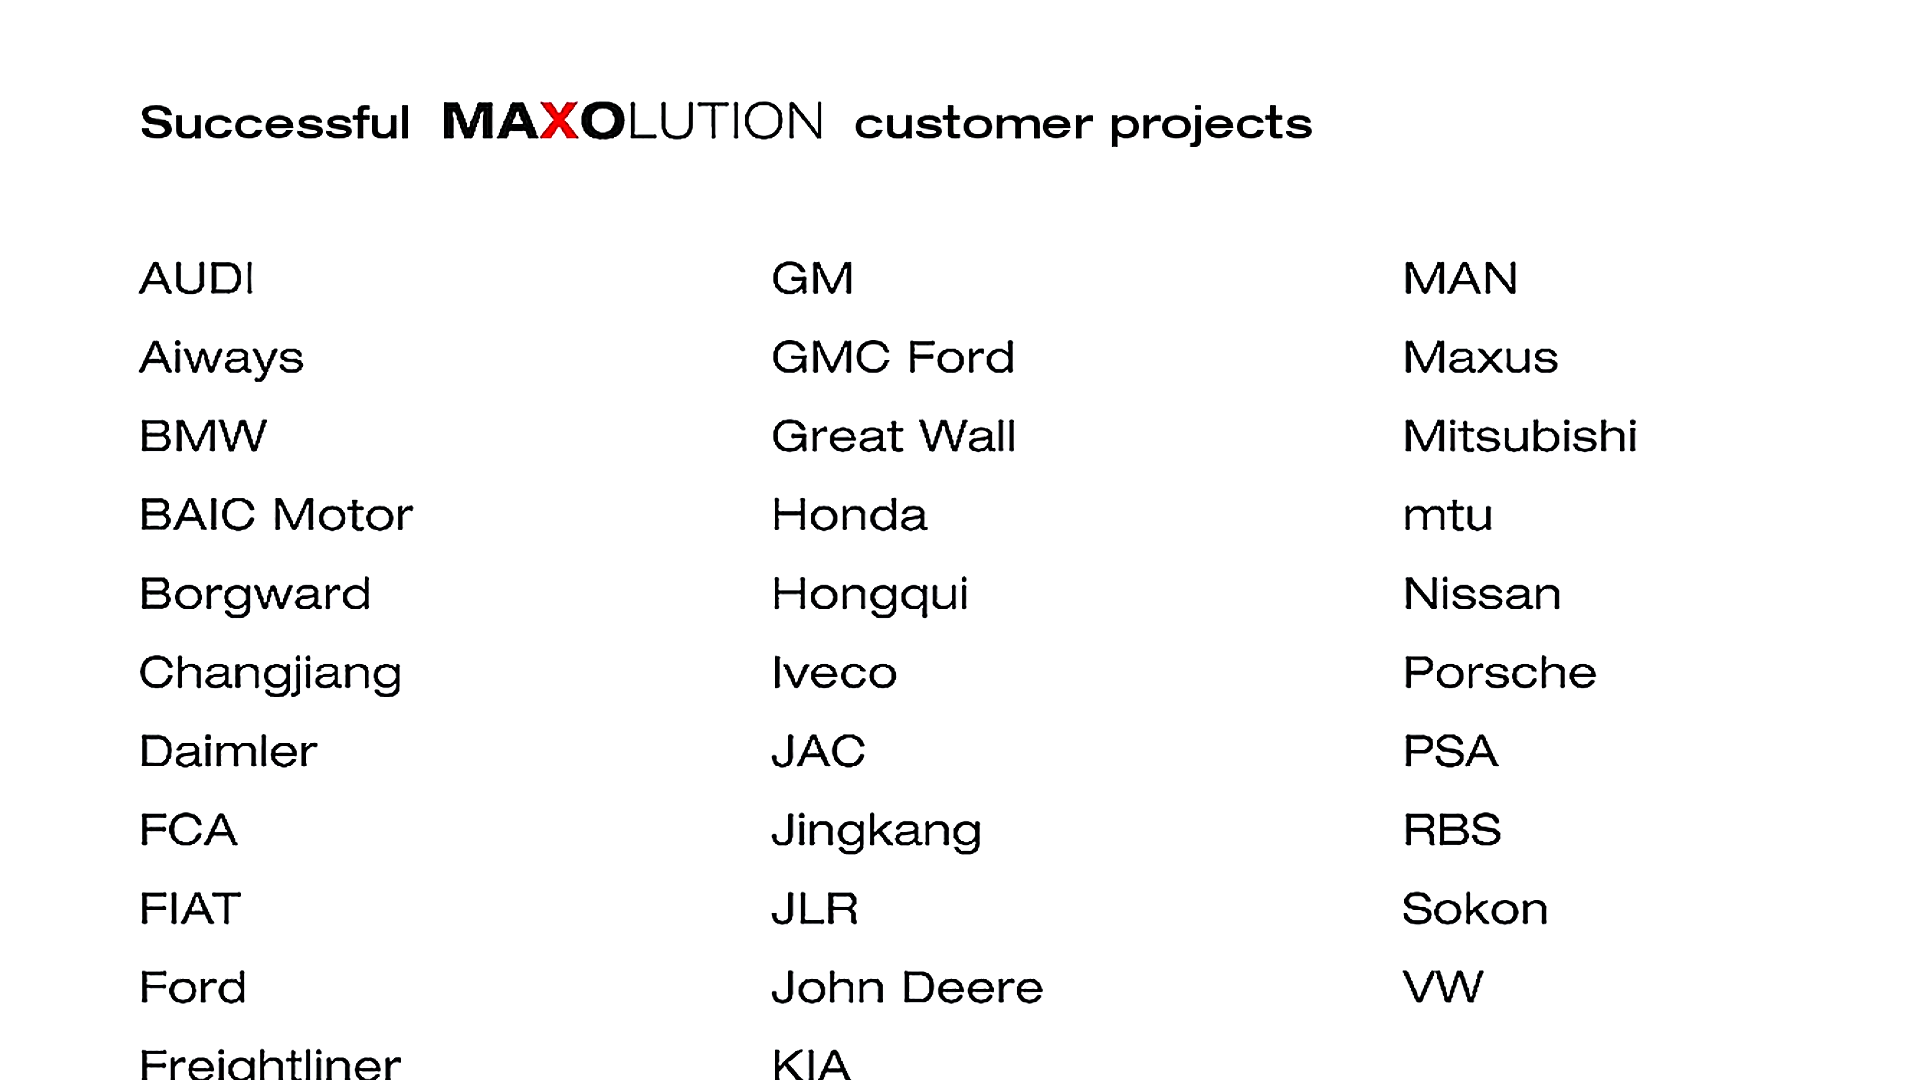 Successful MAXOLUTION customer projects
AUDI
Aiways
BMW
BAIC Motor
Borgward
Changjiang
Daimler
FCA
FIAT
Ford
Freightliner
GM
GMC Ford
Great Wall
Honda
Hongqui
Iveco
JAC
Jingkang
JLR
John Deere
KIA
MAN
Maxus
Mitsubishi
mtu
Nissan
Porsche
PSA
RBS
Sokon
VW